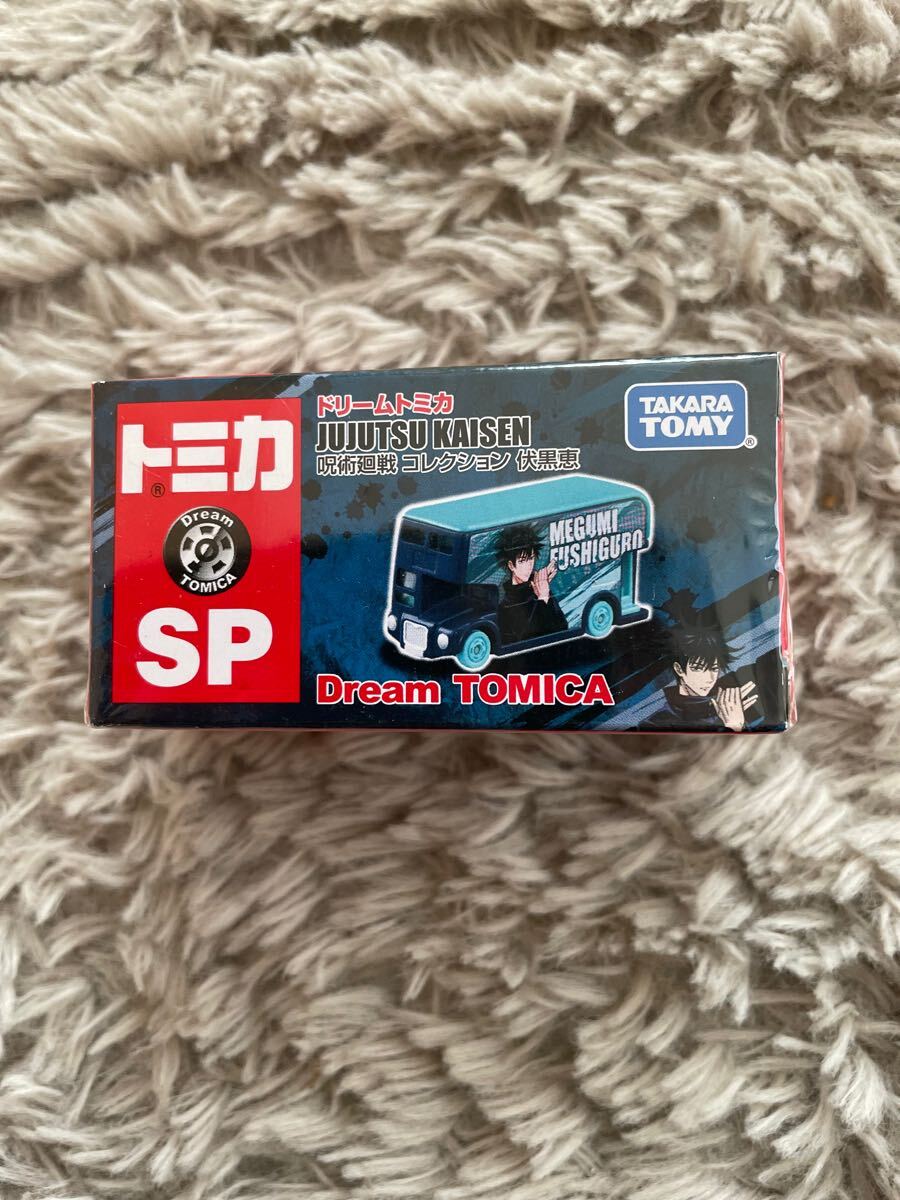 トミカ
®
Dream
TOMICA
SP
ドリームトミカ
JUJUTSU KAISEN
呪術廻戦 コレクション 伏黒恵
TAKARA
TOMY
®
MEGUMI
FUSHIGURO
Dream TOMICA